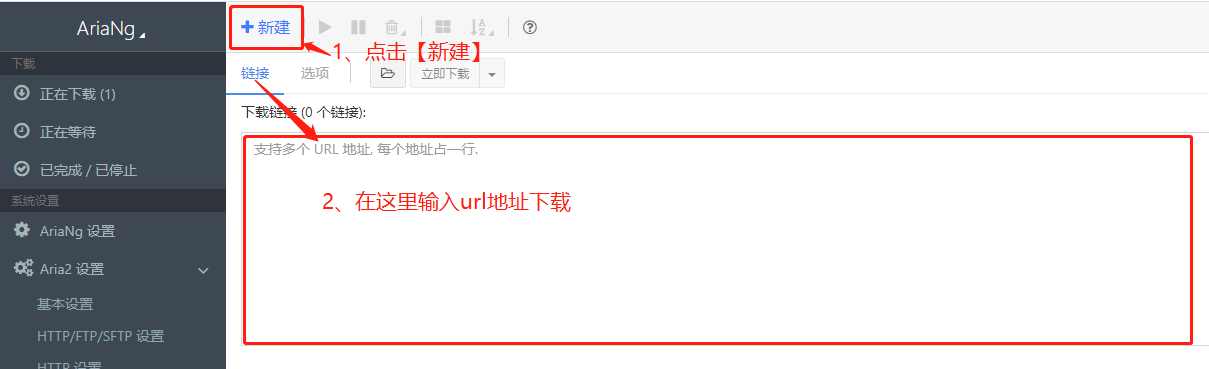 AriaNg
新建
1、点击【新建】
下载
链接
选项
立即下载
正在下载 (1)
下载链接 (0 个链接):
正在等待
支持多个 URL 地址, 每个地址占一行.
已完成 / 已停止
系统设置
2、在这里输入url地址下载
AriaNg 设置
Aria2 设置
基本设置
HTTP/FTP/SFTP 设置
HTTP 设置